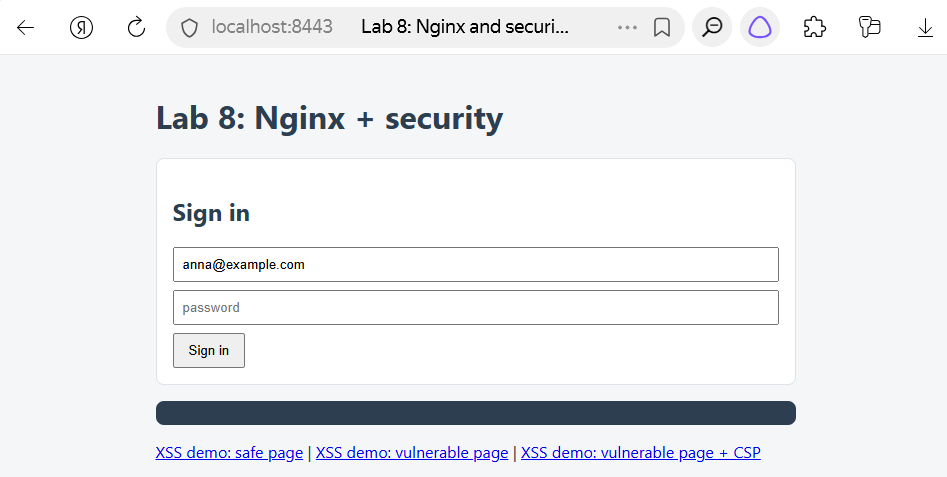 localhost:8443 Lab 8: Nginx and securi...
Lab 8: Nginx + security
Sign in
anna@example.com
password
Sign in
XSS demo: safe page | XSS demo: vulnerable page | XSS demo: vulnerable page + CSP